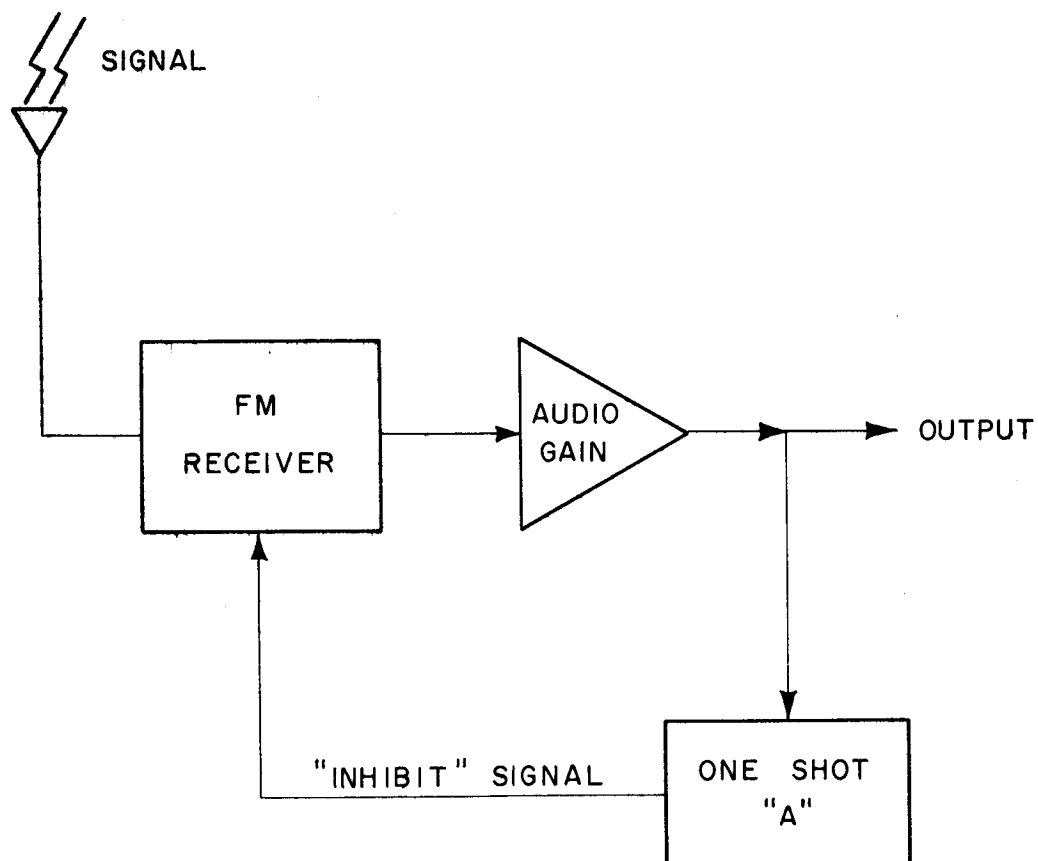 SIGNAL
FM
RECEIVER
AUDIO
GAIN
OUTPUT
"INHIBIT" SIGNAL
ONE SHOT
"A"